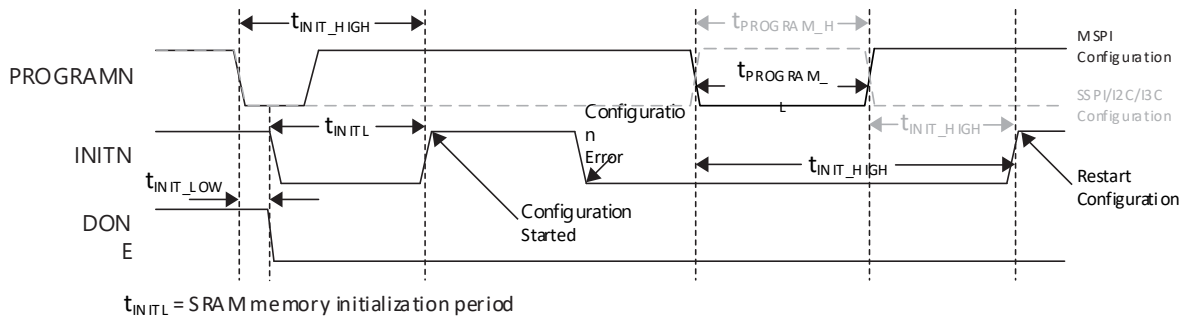 tINIT_HIGH
tPROGRAM_H
MSPI
Configuration
PROGRAMN
tPROGRAM_
L
SSPI/I2C/I3C
Configuration
Configuratio
n
Error
tINITL
tINIT_HIGH
INITN
tINIT_HIGH
tINIT_LOW
Restart
Configuration
Configuration
Started
DON
E
tINITL = SRAM memory initialization period